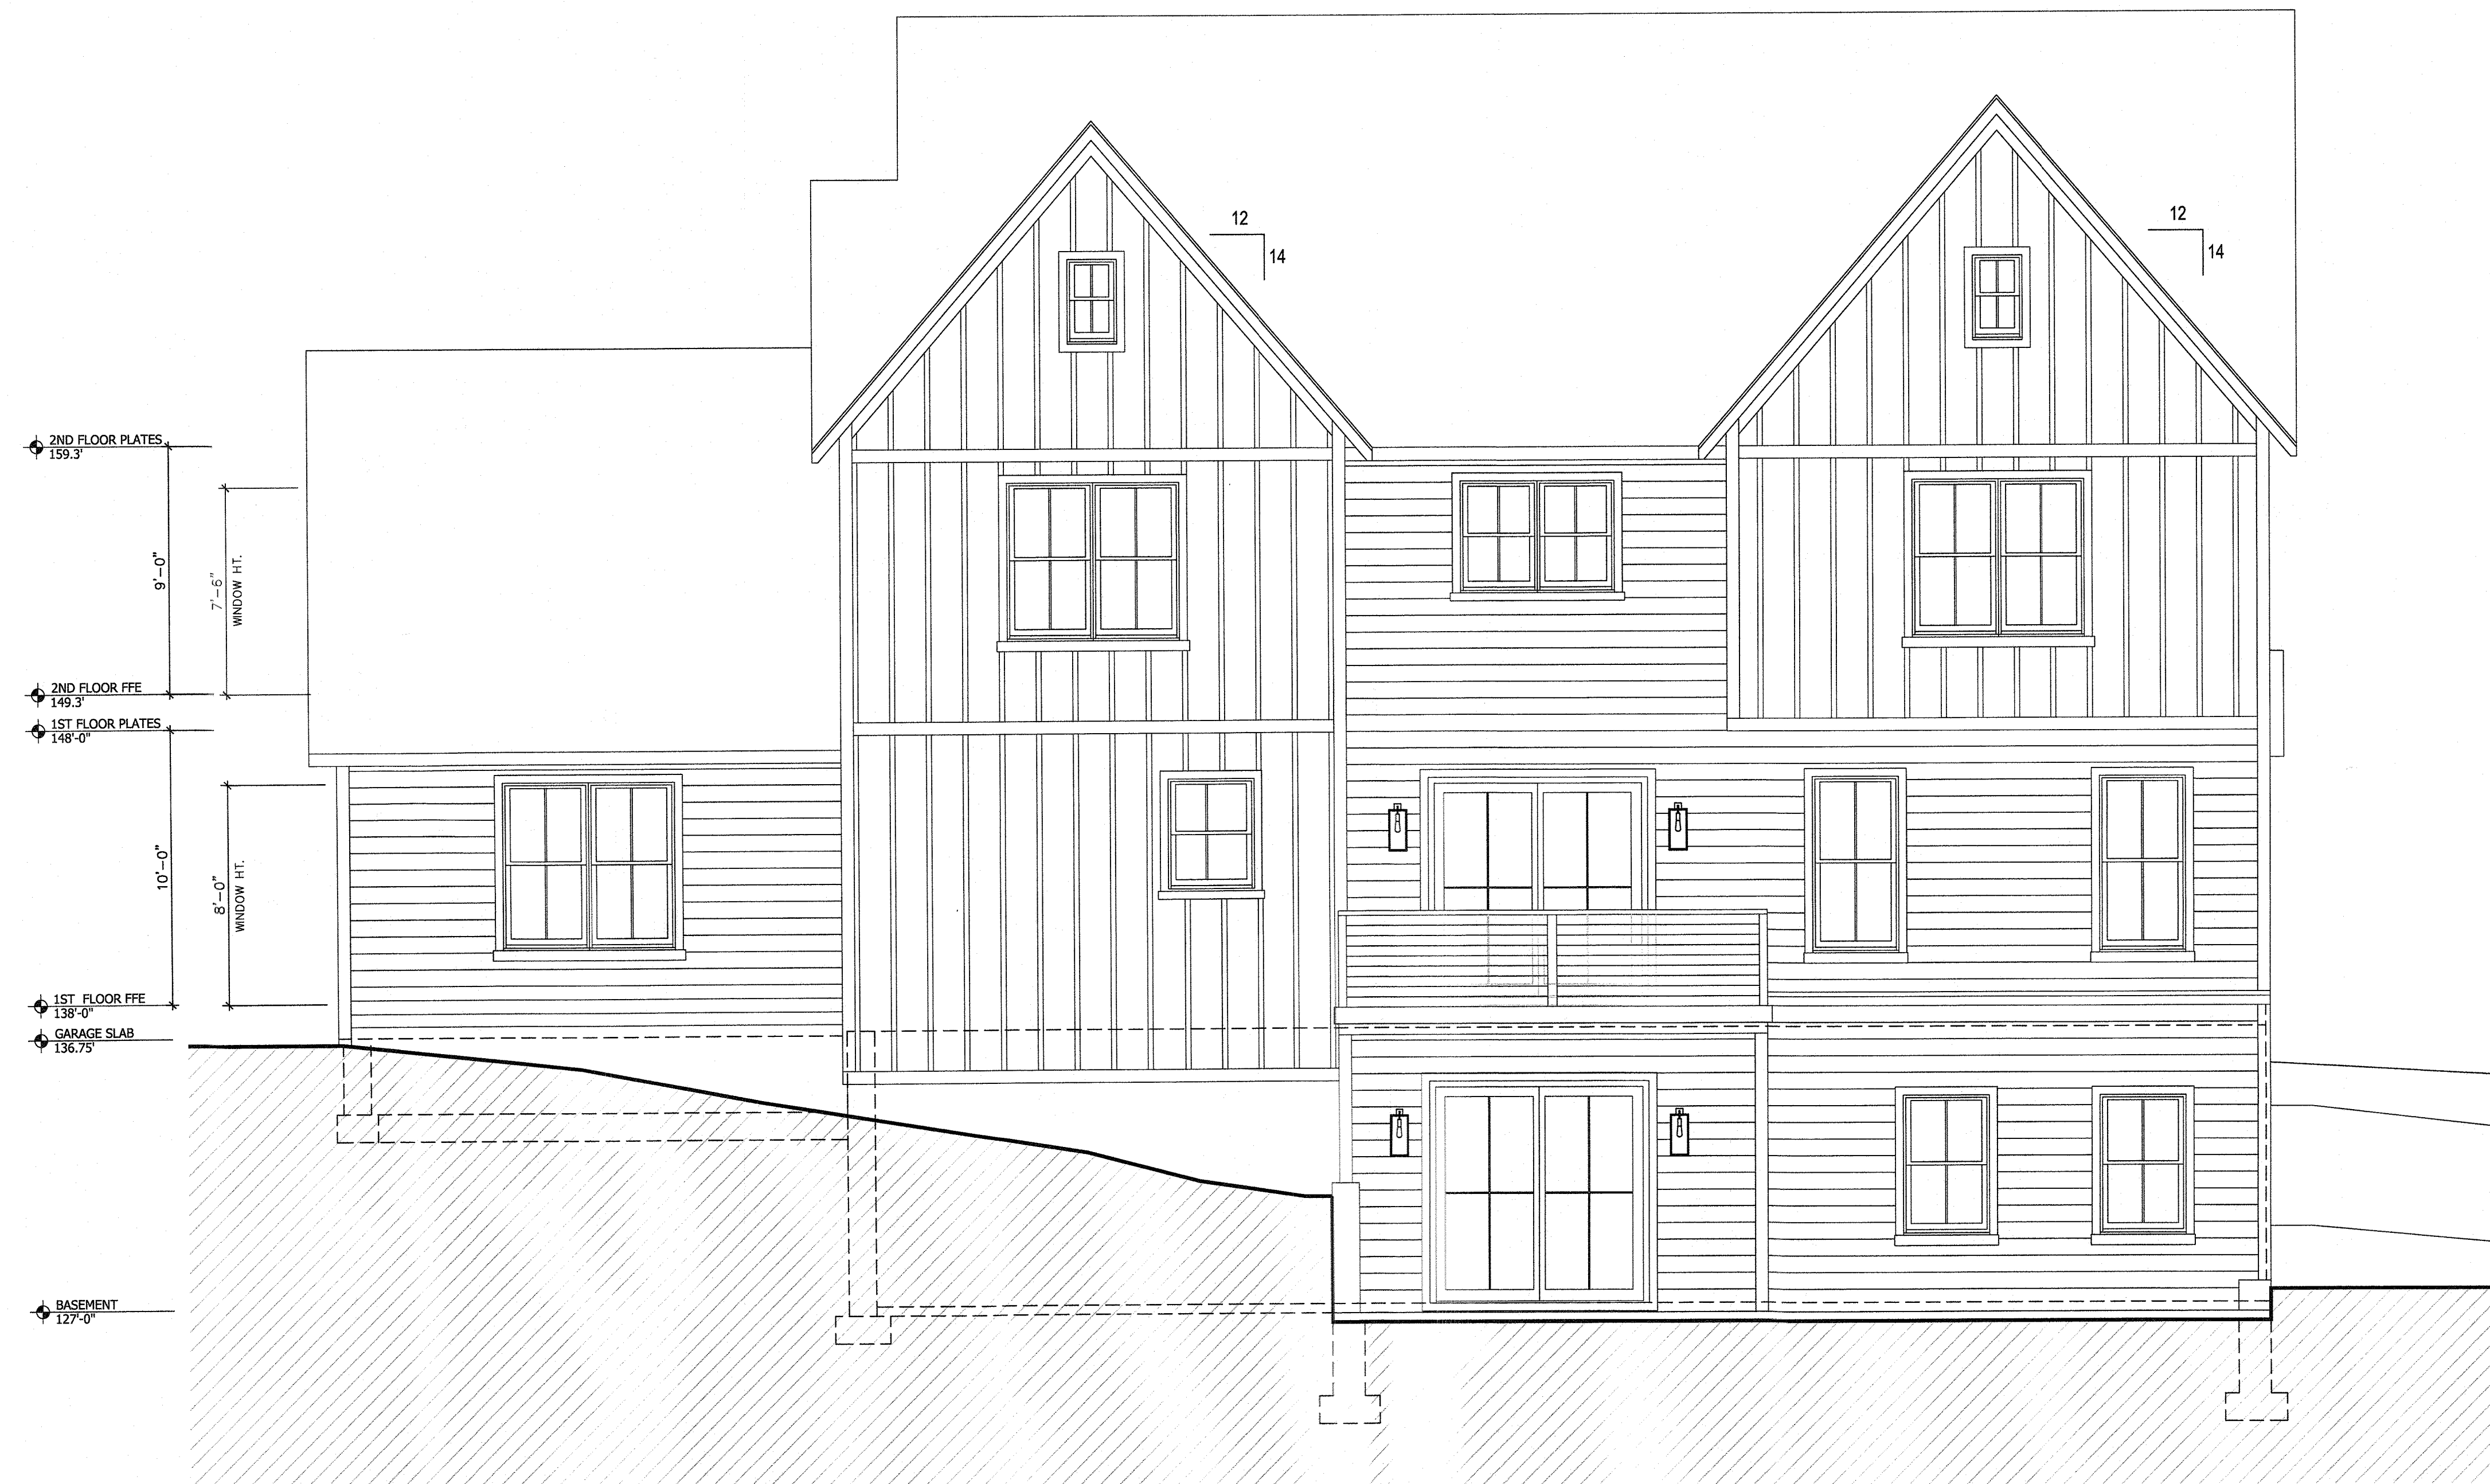 12
14
12
14
2ND FLOOR PLATES
159.3'
9'-0"
7'-6"
WINDOW HT.
2ND FLOOR FFE
149.3'
1ST FLOOR PLATES
148'-0"
10'-0"
8'-0"
WINDOW HT.
1ST FLOOR FFE
138'-0"
GARAGE SLAB
136.75'
BASEMENT
127'-0"